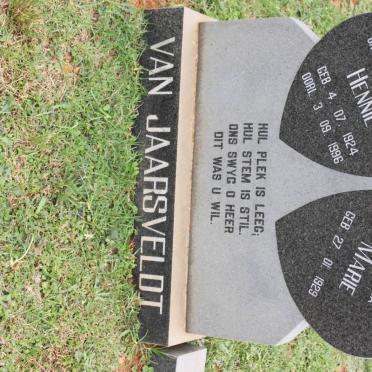 HENNIE
GEB 4 07 1924
OORL 3 09 1996
MARIE
GEB 27 01 1929
HUL PLEK IS LEEG;
HUL STEM IS STIL.
ONS SWYG O HEER
DIT WAS U WIL.
VAN JAARSVELDT